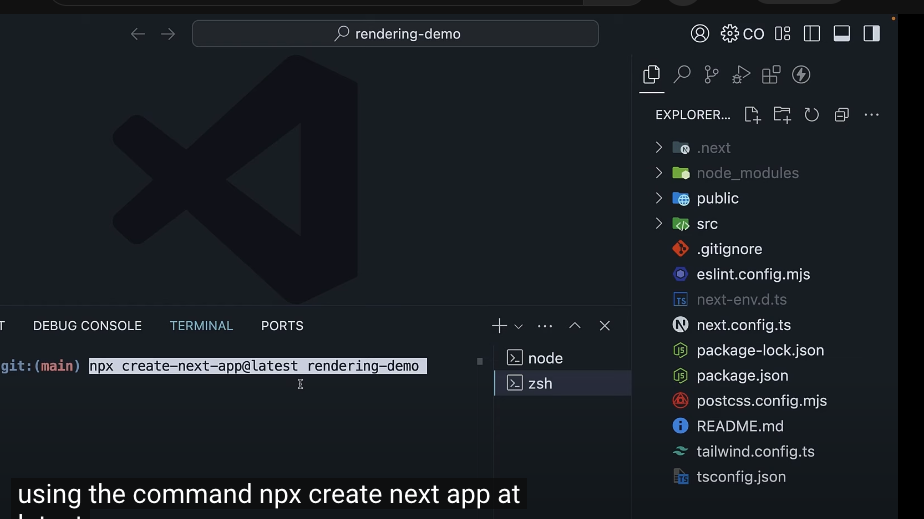 rendering-demo
CO
EXPLORER...
.next
node_modules
public
src
.gitignore
eslint.config.mjs
TS next-env.d.ts
next.config.ts
package-lock.json
package.json
postcss.config.mjs
README.md
tailwind.config.ts
TS tsconfig.json
T DEBUG CONSOLE TERMINAL PORTS
git:(main) npx create-next-app@latest rendering-demo
node
zsh
using the command npx create next app at